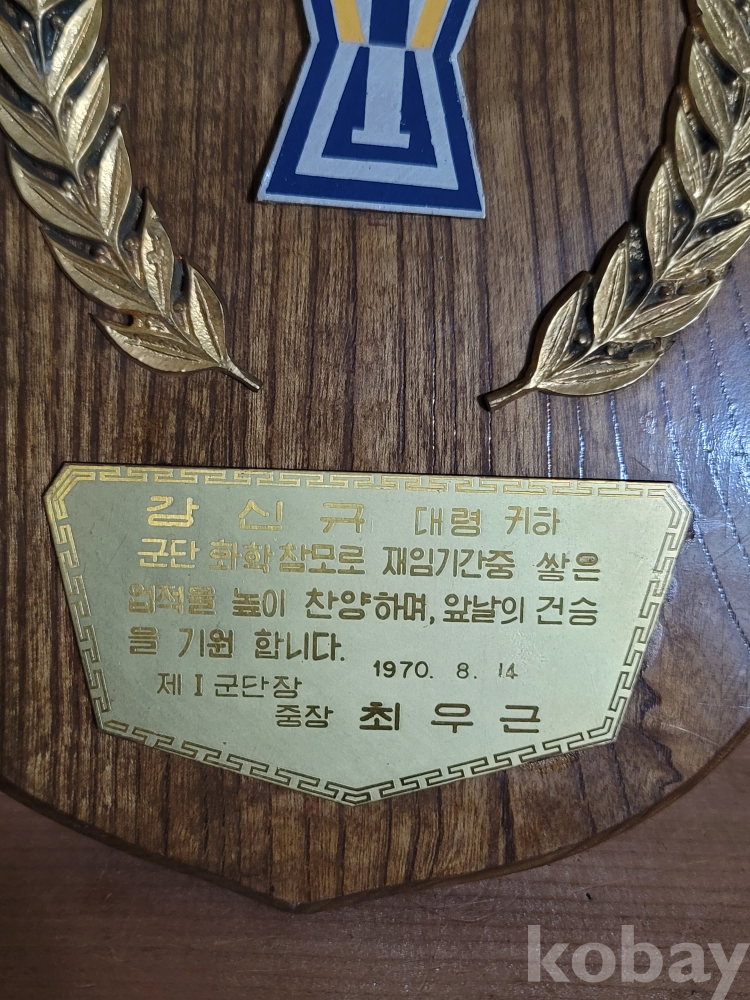 강신규 대령 귀하
군단 화학참모로 재임기간중 쌓은
업적을 높이 찬양하며, 앞날의 건승
을 기원 합니다.
1970. 8. 14
제 I 군단장
중장 최우근
kobay